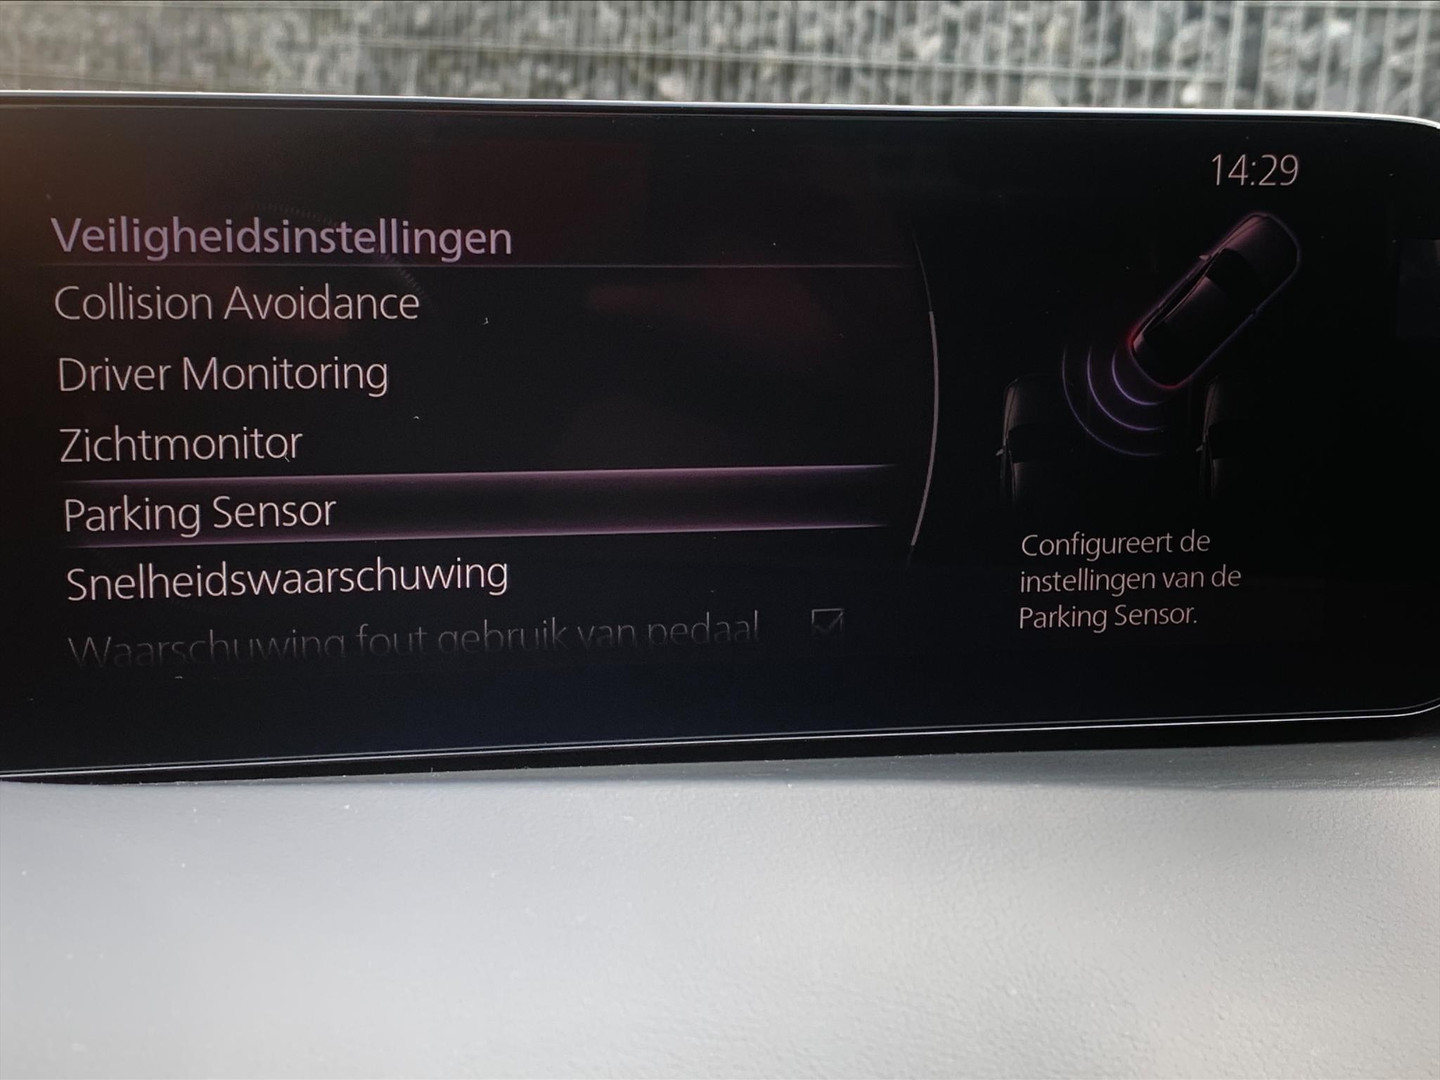 14:29
Veiligheidsinstellingen
Collision Avoidance
Driver Monitoring
Zichtmonitor
Parking Sensor
Snelheidswaarschuwing
Waarschuwing fout gebruik van pedaal
Configureert de
instellingen van de
Parking Sensor.